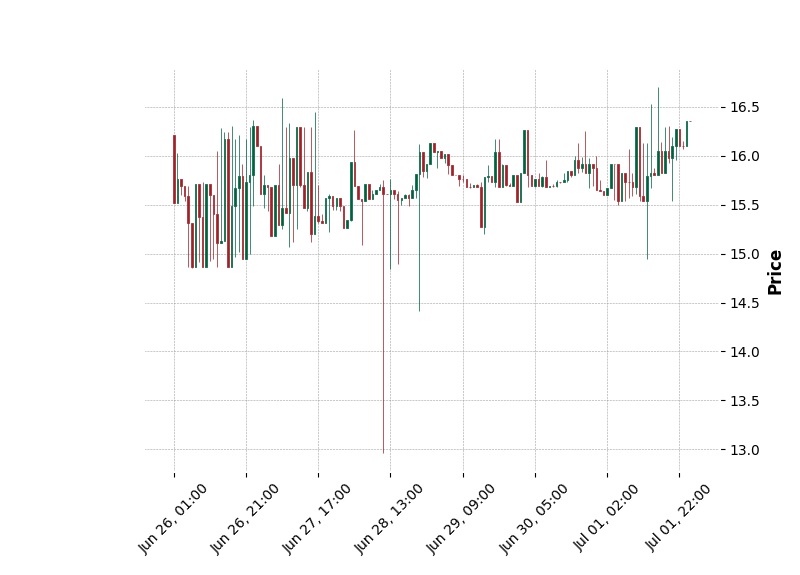 16.5
16.0
15.5
15.0
14.5
14.0
13.5
13.0
Price
Jun 26, 01:00
Jun 26, 21:00
Jun 27, 17:00
Jun 28, 13:00
Jun 29, 09:00
Jun 30, 05:00
Jul 01, 02:00
Jul 01, 22:00